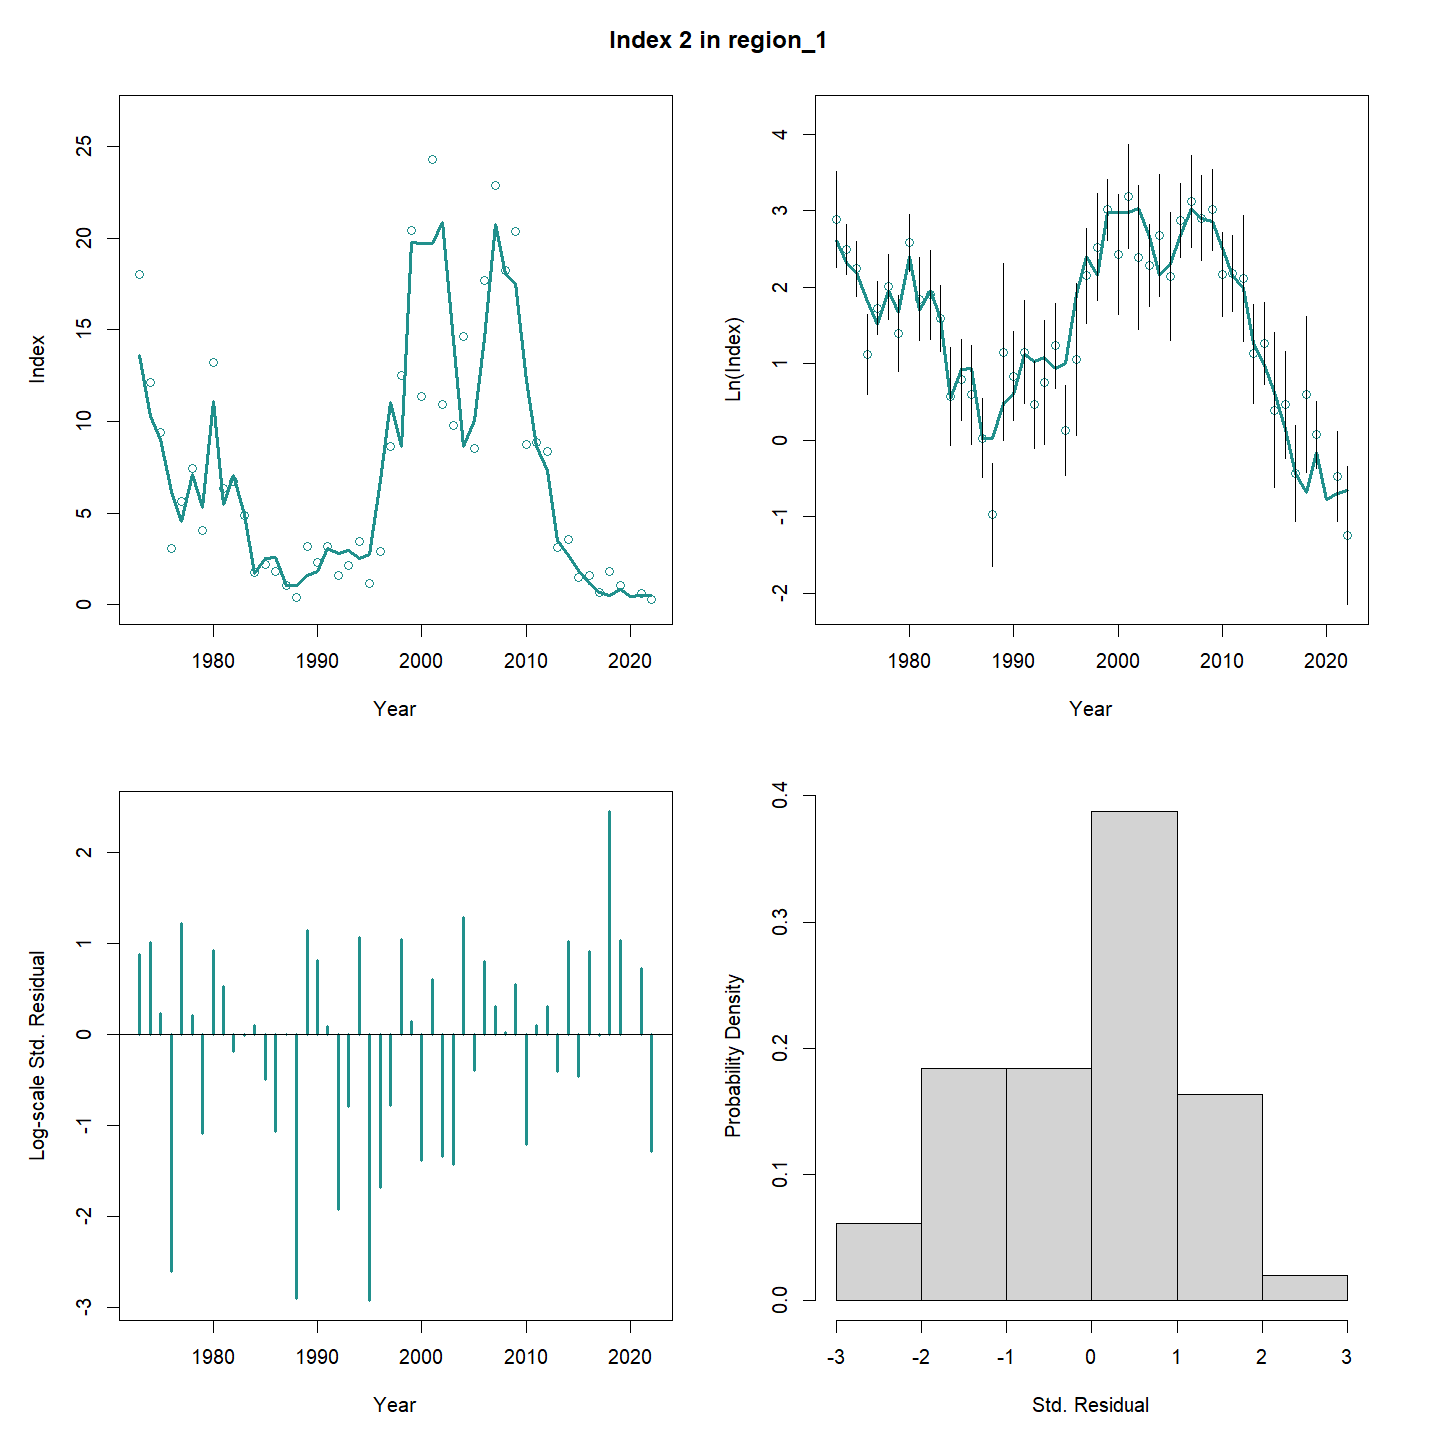 Index 2 in region_1
Index
25
20
15
10
5
0
1980 1990 2000 2010 2020
Year
Ln(Index)
4
3
2
1
0
-1
-2
1980 1990 2000 2010 2020
Year
Log-scale Std. Residual
2
1
0
-1
-2
-3
1980 1990 2000 2010 2020
Year
Probability Density
0.4
0.3
0.2
0.1
0.0
-3 -2 -1 0 1 2 3
Std. Residual